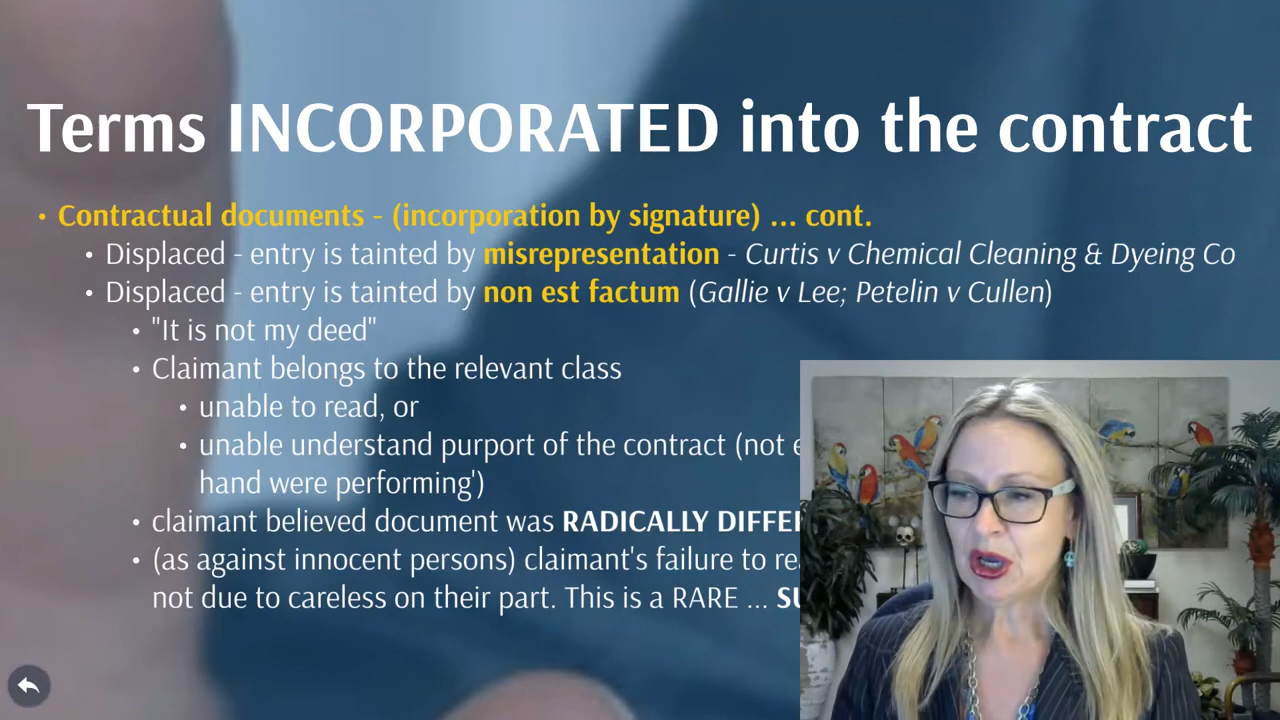 Terms INCORPORATED into the contract
• Contractual documents - (incorporation by signature) ... cont.
• Displaced - entry is tainted by misrepresentation - Curtis v Chemical Cleaning & Dyeing Co
• Displaced - entry is tainted by non est factum (Gallie v Lee; Petelin v Cullen)
• "It is not my deed"
• Claimant belongs to the relevant class
• unable to read, or
• unable understand purport of the contract (not
hand were performing')
• claimant believed document was RADICALLY
• (as against innocent persons) claimant's failure to
not due to careless on their part. This is a RARE ...